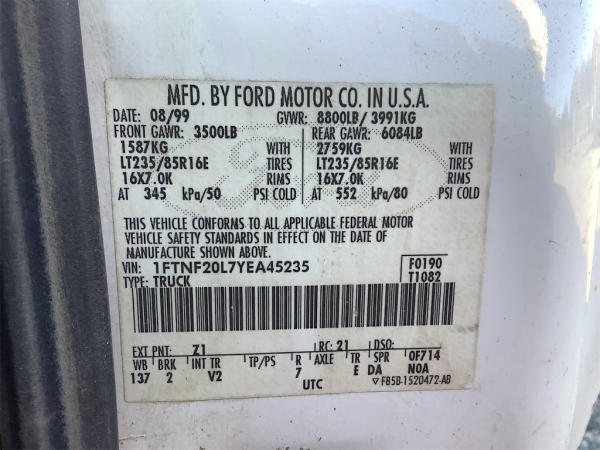 MFD. BY FORD MOTOR CO. IN U.S.A.
DATE: 08/99 GVWR: 8800LB/ 3991KG
FRONT GAWR: 3500LB REAR GAWR: 6084LB
1587KG WITH 2759KG WITH
LT235/85R16E TIRES LT235/85R16E TIRES
16X7.0K RIMS 16X7.0K RIMS
AT 345 kPa/50 PSI COLD AT 552 kPa/80 PSI COLD
THIS VEHICLE CONFORMS TO ALL APPLICABLE FEDERAL MOTOR
VEHICLE SAFETY STANDARDS IN EFFECT ON THE DATE OF
MANUFACTURE SHOWN ABOVE.
VIN: 1FTNF20L7YEA45235 F0190
TYPE: TRUCK T1082
EXT PNT: Z1 RC: 21 DSO:
WB BRK INT TR TP/PS R AXLE TR SPR 0F714
137 2 V2 7 E DA N0A
UTC ▽ F85B-1520472-AB